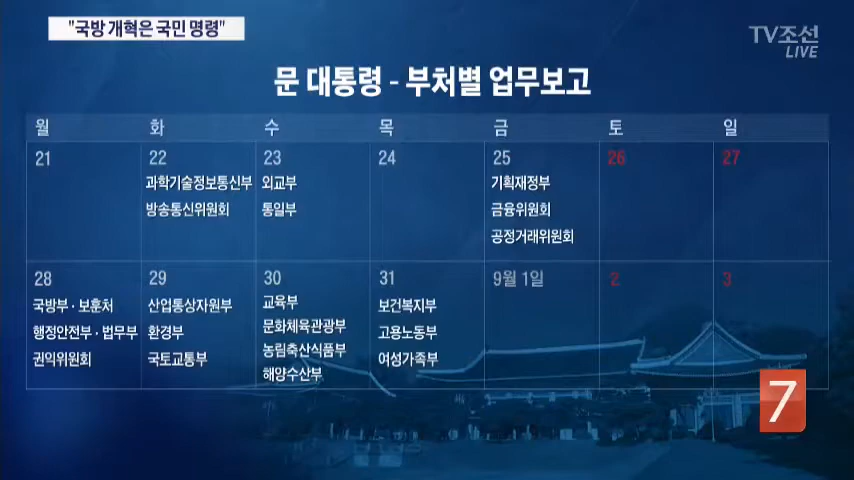 "국방 개혁은 국민 명령"
TV조선
LIVE
문 대통령 - 부처별 업무보고
월 화 수 목 금 토 일
21 22 23 24 25 26 27
과학기술정보통신부 외교부 기획재정부
방송통신위원회 통일부 금융위원회
공정거래위원회
28 29 30 31 9월 1일 2 3
국방부 · 보훈처 산업통상자원부 교육부 보건복지부
행정안전부 · 법무부 환경부 문화체육관광부 고용노동부
권익위원회 국토교통부 농림축산식품부 여성가족부
해양수산부
7